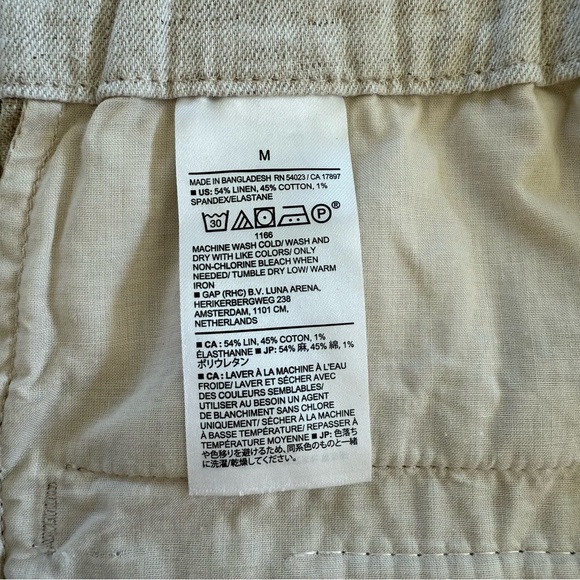 M
MADE IN BANGLADESH RN 54023 / CA 17897
■ US: 54% LINEN, 45% COTTON, 1%
SPANDEX/ELASTANE
30 P ®
1166
MACHINE WASH COLD/ WASH AND
DRY WITH LIKE COLORS/ ONLY
NON-CHLORINE BLEACH WHEN
NEEDED/ TUMBLE DRY LOW/ WARM
IRON
■ GAP (RHC) B.V. LUNA ARENA,
HERIKERBERGWEG 238
AMSTERDAM, 1101 CM,
NETHERLANDS
■ CA : 54% LIN, 45% COTON, 1%
ÉLASTHANNE ■ JP: 54% 麻, 45% 綿, 1%
ポリウレタン
■ CA : LAVER À LA MACHINE À L'EAU
FROIDE/ LAVER ET SÉCHER AVEC
DES COULEURS SEMBLABLES/
UTILISER AU BESOIN UN AGENT
DE BLANCHIMENT SANS CHLORE
UNIQUEMENT/ SÉCHER À LA MACHINE
À BASSE TEMPÉRATURE/ REPASSER À
TEMPÉRATURE MOYENNE ■ JP: 色落ち
や色移りを避けるため、同系色のものと一緒
に洗濯/乾燥してください。